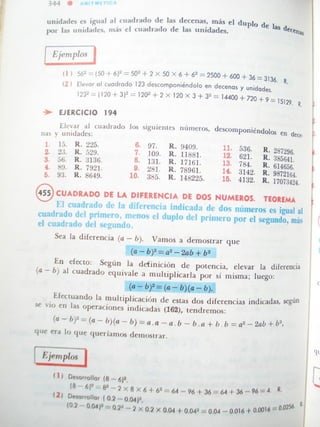 344 ● ARITMETICA
unidades es igual al cuadrado de las decenas, más el duplo de las decenas
por las unidades, más el cuadrado de las unidades.
Ejemplos
(1) 56² = (50 + 6)² = 50² + 2 × 50 × 6 + 6² = 2500 + 600 + 36 = 3136. R.
(2) Elevar al cuadrado 123 descomponiéndolo en decenas y unidades.
123² = (120 + 3)² = 120² + 2 × 120 × 3 + 3² = 14400 + 720 + 9 = 15129. R.
EJERCICIO 194
Elevar al cuadrado los siguientes números, descomponiéndolos en dece-
nas y unidades:
1. 15. R. 225. 6. 97. R. 9409. 11. 536. R. 287296.
2. 23. R. 529. 7. 109. R. 11881. 12. 621. R. 385641.
3. 56. R. 3136. 8. 131. R. 17161. 13. 784. R. 614656.
4. 89. R. 7921. 9. 281. R. 78961. 14. 3142. R. 9872164.
5. 93. R. 8649. 10. 385. R. 148225. 15. 4132. R. 17073424.
455 CUADRADO DE LA DIFERENCIA DE DOS NUMEROS. TEOREMA
El cuadrado de la diferencia indicada de dos números es igual al
cuadrado del primero, menos el duplo del primero por el segundo, más
el cuadrado del segundo.
Sea la diferencia (a − b). Vamos a demostrar que
(a − b)² = a² − 2ab + b²
En efecto: Según la definición de potencia, elevar la diferencia
(a − b) al cuadrado equivale a multiplicarla por sí misma; luego:
(a − b)² = (a − b)(a − b).
Efectuando la multiplicación de estas dos diferencias indicadas, según
se vio en las operaciones indicadas (162), tendremos:
(a − b)² = (a − b)(a − b) = a . a − a . b − b . a + b . b = a² − 2ab + b²,
que era lo que queríamos demostrar.
Ejemplos
(1) Desarrollar (8 − 6)².
(8 − 6)² = 8² − 2 × 8 × 6 + 6² = 64 − 96 + 36 = 64 + 36 − 96 = 4. R.
(2) Desarrollar (0.2 − 0.04)².
(0.2 − 0.04)² = 0.2² − 2 × 0.2 × 0.04 + 0.04² = 0.04 − 0.016 + 0.0016 = 0.0256. R.